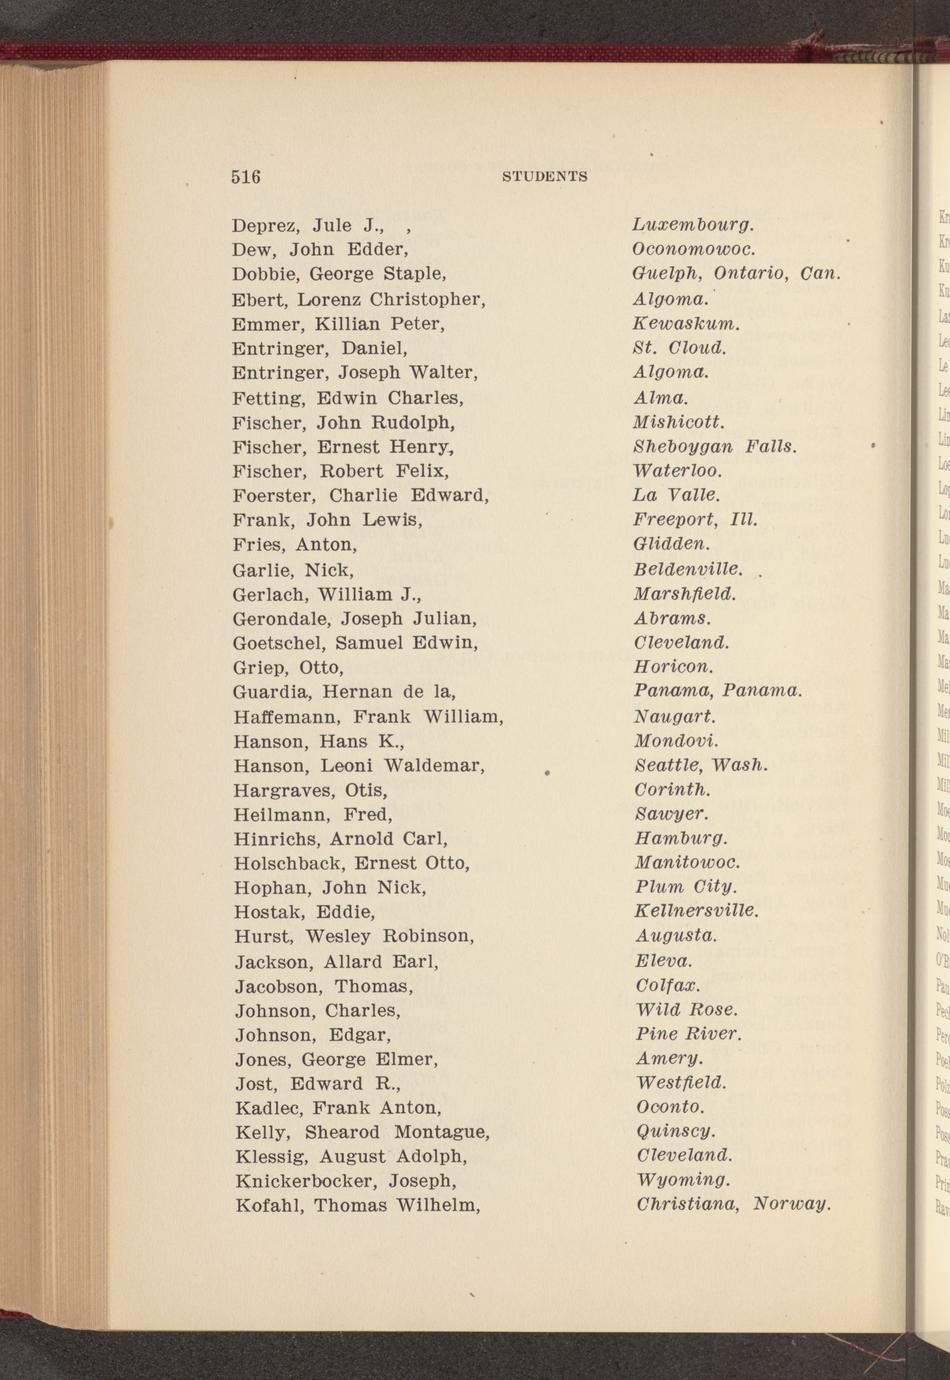 516 STUDENTS
Deprez, Jule J., , Luxembourg.
Dew, John Edder, Oconomowoc.
Dobbie, George Staple, Guelph, Ontario, Can.
Ebert, Lorenz Christopher, Algoma.
Emmer, Killian Peter, Kewaskum.
Entringer, Daniel, St. Cloud.
Entringer, Joseph Walter, Algoma.
Fetting, Edwin Charles, Alma.
Fischer, John Rudolph, Mishicott.
Fischer, Ernest Henry, Sheboygan Falls.
Fischer, Robert Felix, Waterloo.
Foerster, Charlie Edward, La Valle.
Frank, John Lewis, Freeport, Ill.
Fries, Anton, Glidden.
Garlie, Nick, Beldenville.
Gerlach, William J., Marshfield.
Gerondale, Joseph Julian, Abrams.
Goetschel, Samuel Edwin, Cleveland.
Griep, Otto, Horicon.
Guardia, Hernan de la, Panama, Panama.
Haffemann, Frank William, Naugart.
Hanson, Hans K., Mondovi.
Hanson, Leoni Waldemar, Seattle, Wash.
Hargraves, Otis, Corinth.
Heilmann, Fred, Sawyer.
Hinrichs, Arnold Carl, Hamburg.
Holschback, Ernest Otto, Manitowoc.
Hophan, John Nick, Plum City.
Hostak, Eddie, Kellnersville.
Hurst, Wesley Robinson, Augusta.
Jackson, Allard Earl, Eleva.
Jacobson, Thomas, Colfax.
Johnson, Charles, Wild Rose.
Johnson, Edgar, Pine River.
Jones, George Elmer, Amery.
Jost, Edward R., Westfield.
Kadlec, Frank Anton, Oconto.
Kelly, Shearod Montague, Quinscy.
Klessig, August Adolph, Cleveland.
Knickerbocker, Joseph, Wyoming.
Kofahl, Thomas Wilhelm, Christiana, Norway.